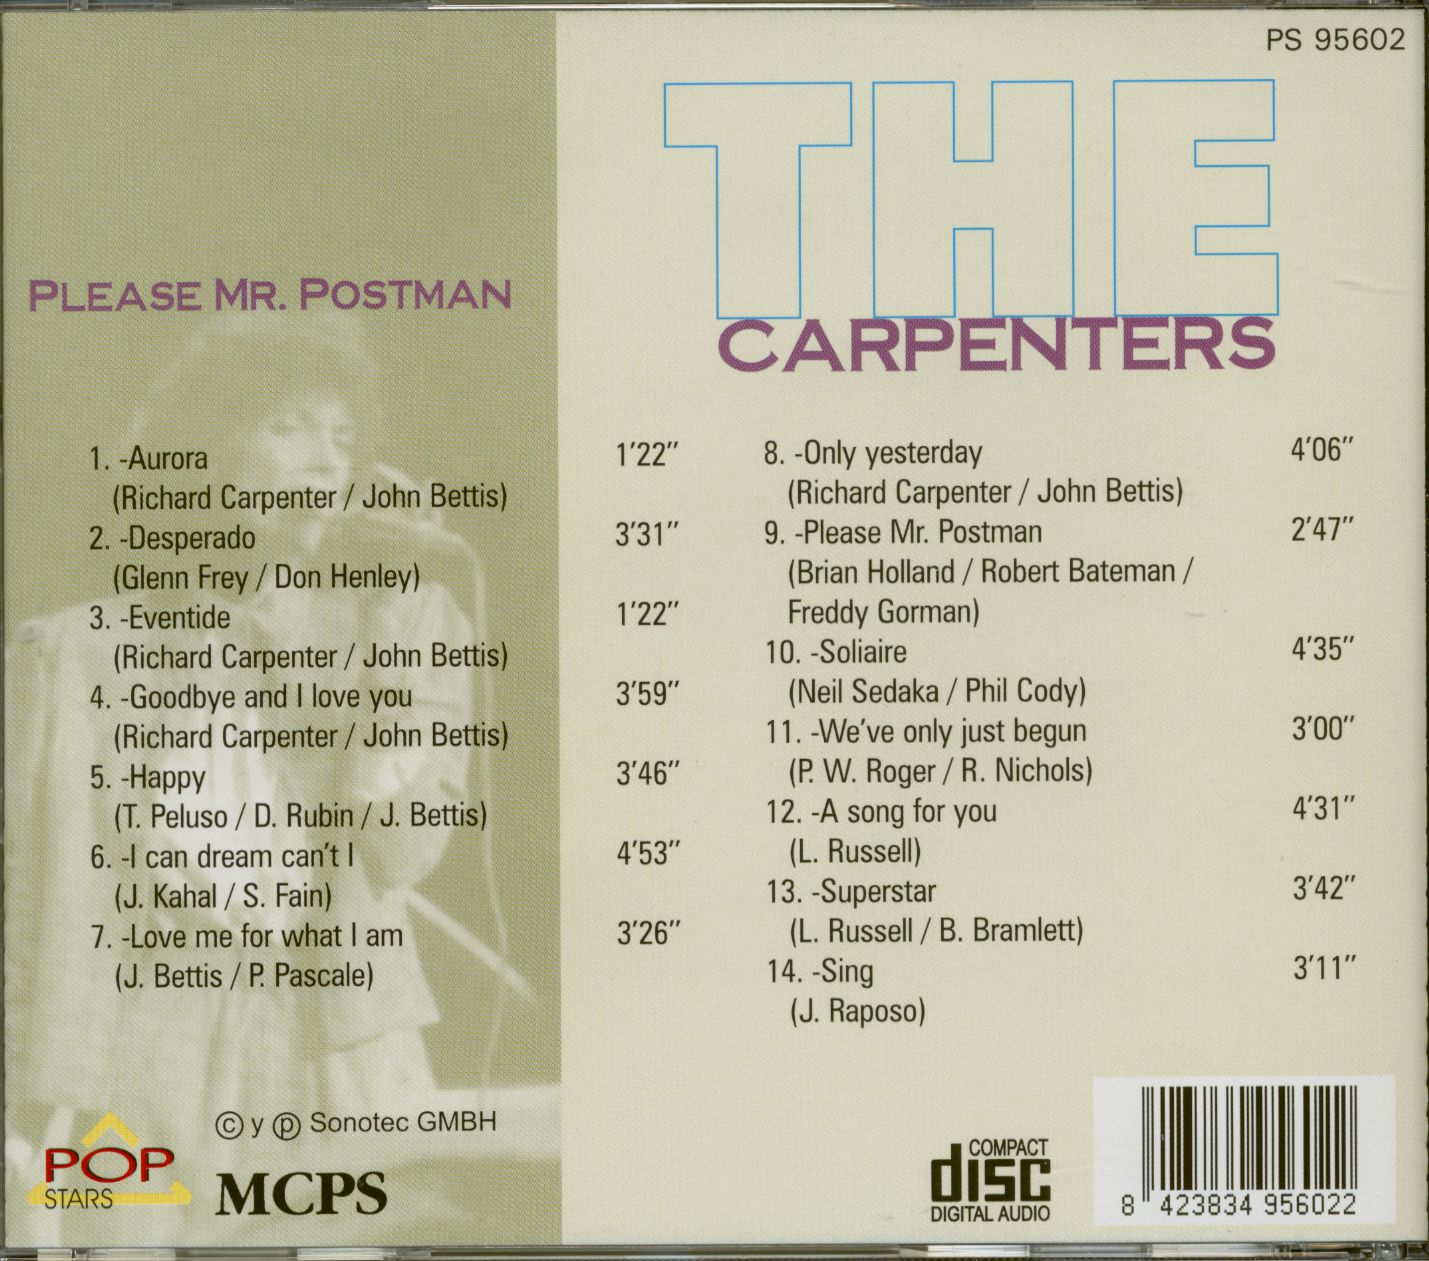 PS 95602
THE
CARPENTERS
PLEASE MR. POSTMAN
1. -Aurora 1'22"
(Richard Carpenter / John Bettis)
2. -Desperado 3'31"
(Glenn Frey / Don Henley)
3. -Eventide 1'22"
(Richard Carpenter / John Bettis)
4. -Goodbye and I love you 3'59"
(Richard Carpenter / John Bettis)
5. -Happy 3'46"
(T. Peluso / D. Rubin / J. Bettis)
6. -I can dream can't I 4'53"
(J. Kahal / S. Fain)
7. -Love me for what I am 3'26"
(J. Bettis / P. Pascale)
8. -Only yesterday 4'06"
(Richard Carpenter / John Bettis)
9. -Please Mr. Postman 2'47"
(Brian Holland / Robert Bateman /
Freddy Gorman)
10. -Soliaire 4'35"
(Neil Sedaka / Phil Cody)
11. -We've only just begun 3'00"
(P. W. Roger / R. Nichols)
12. -A song for you 4'31"
(L. Russell)
13. -Superstar 3'42"
(L. Russell / B. Bramlett)
14. -Sing 3'11"
(J. Raposo)
© y ℗ Sonotec GMBH
POP
STARS
MCPS
COMPACT
disc
DIGITAL AUDIO
8 423834 956022